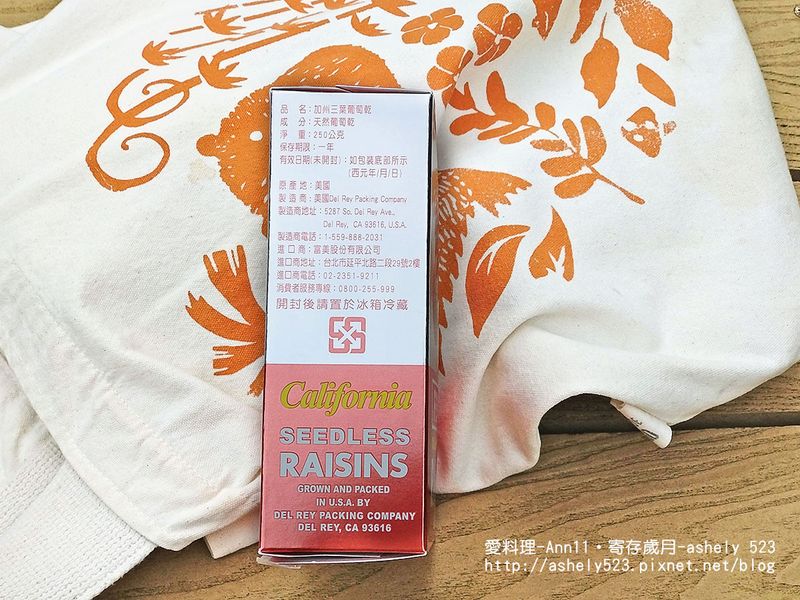 品　名：加州三葉葡萄乾
成　分：天然葡萄乾
淨　重：250公克
保存期限：一年
有效日期(未開封)：如包裝底部所示
(西元年/月/日)
原 產 地：美國
製 造 商：美國Del Rey Packing Company
製造商地址：5287 So. Del Rey Ave.,
Del Rey, CA 93616, U.S.A.
製造商電話：1-559-888-2031
進 口 商：富美股份有限公司
進口商地址：台北市延平北路二段29號2樓
進口商電話：02-2351-9211
消費者服務專線：0800-255-999
開封後請置於冰箱冷藏
California
SEEDLESS
RAISINS
GROWN AND PACKED
IN U.S.A. BY
DEL REY PACKING COMPANY
DEL REY, CA 93616
愛料理-Ann11・寄存歲月-ashely 523
http://ashely523.pixnet.net/blog